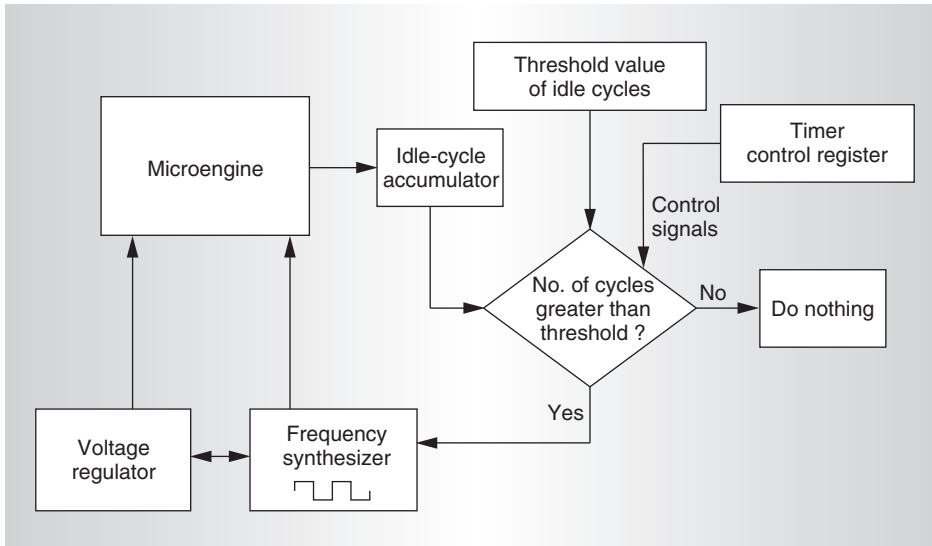 Threshold value
of idle cycles
Timer
control register
Microengine
Idle-cycle
accumulator
Control
signals
No. of cycles
greater than
threshold ?
No
Do nothing
Yes
Voltage
regulator
Frequency
synthesizer